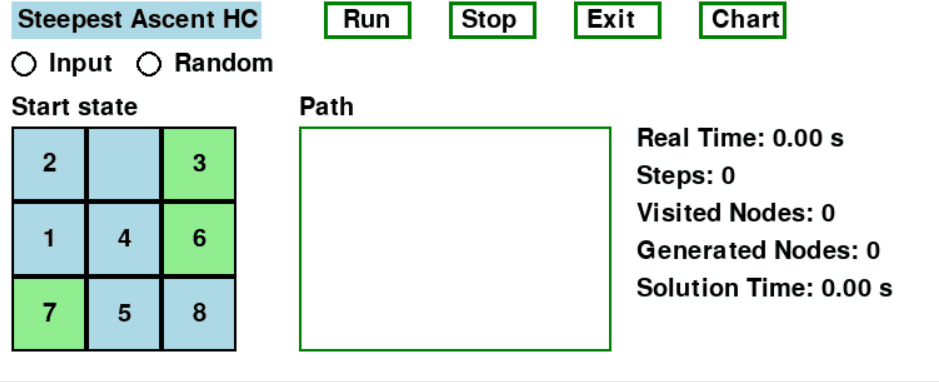 Steepest Ascent HC Run Stop Exit Chart
Input Random
Start state Path
2 3
1 4 6
7 5 8
Real Time: 0.00 s
Steps: 0
Visited Nodes: 0
Generated Nodes: 0
Solution Time: 0.00 s